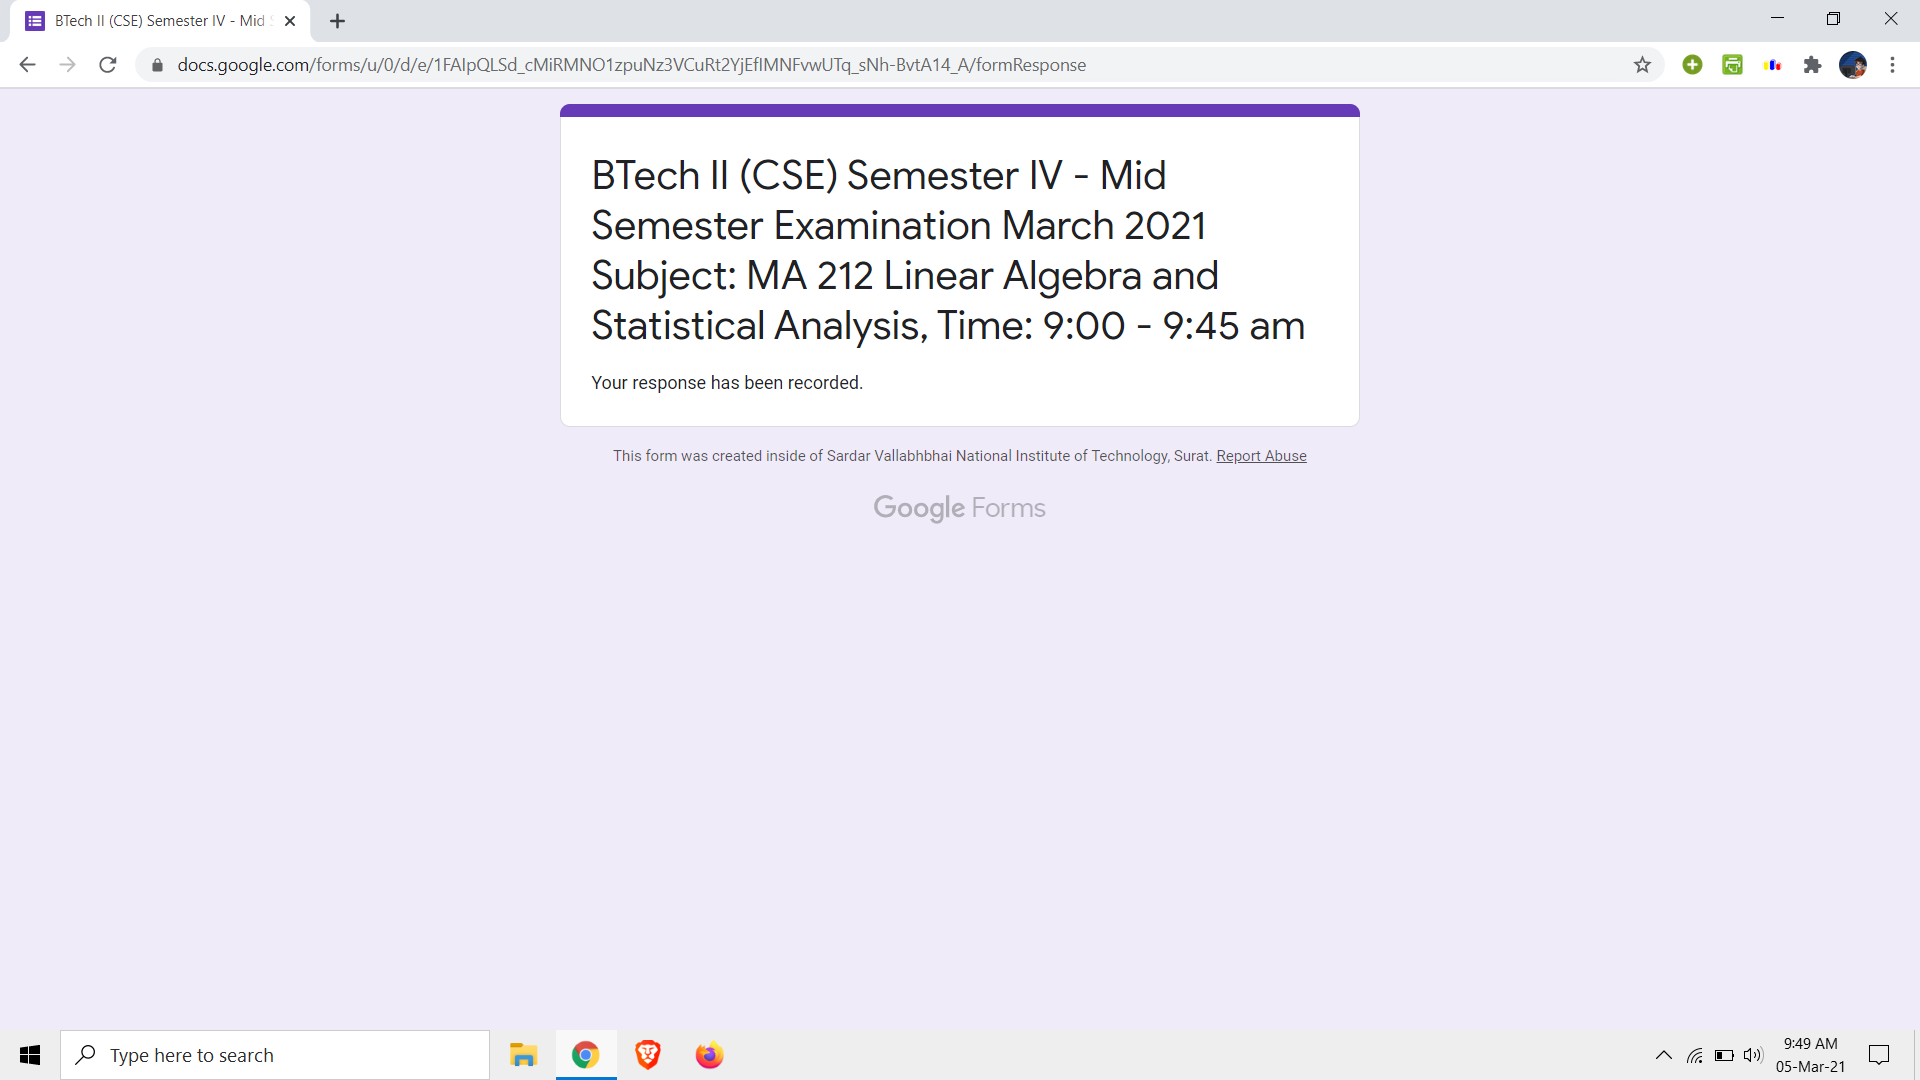 BTech II (CSE) Semester IV - Mid
docs.google.com/forms/u/0/d/e/1FAIpQLSd_cMiRMNO1zpuNz3VCuRt2YjEflMNFvwUTq_sNh-BvtA14_A/formResponse
BTech II (CSE) Semester IV - Mid
Semester Examination March 2021
Subject: MA 212 Linear Algebra and
Statistical Analysis, Time: 9:00 - 9:45 am
Your response has been recorded.
This form was created inside of Sardar Vallabhbhai National Institute of Technology, Surat. Report Abuse
Google Forms
Type here to search
9:49 AM
05-Mar-21